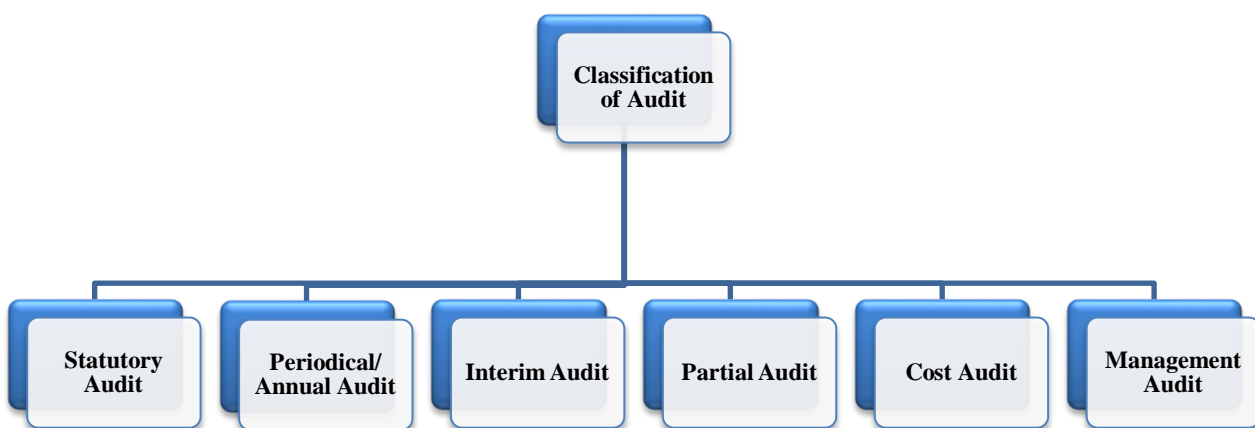 Classification
of Audit
Statutory
Audit
Periodical/
Annual Audit
Interim Audit
Partial Audit
Cost Audit
Management
Audit